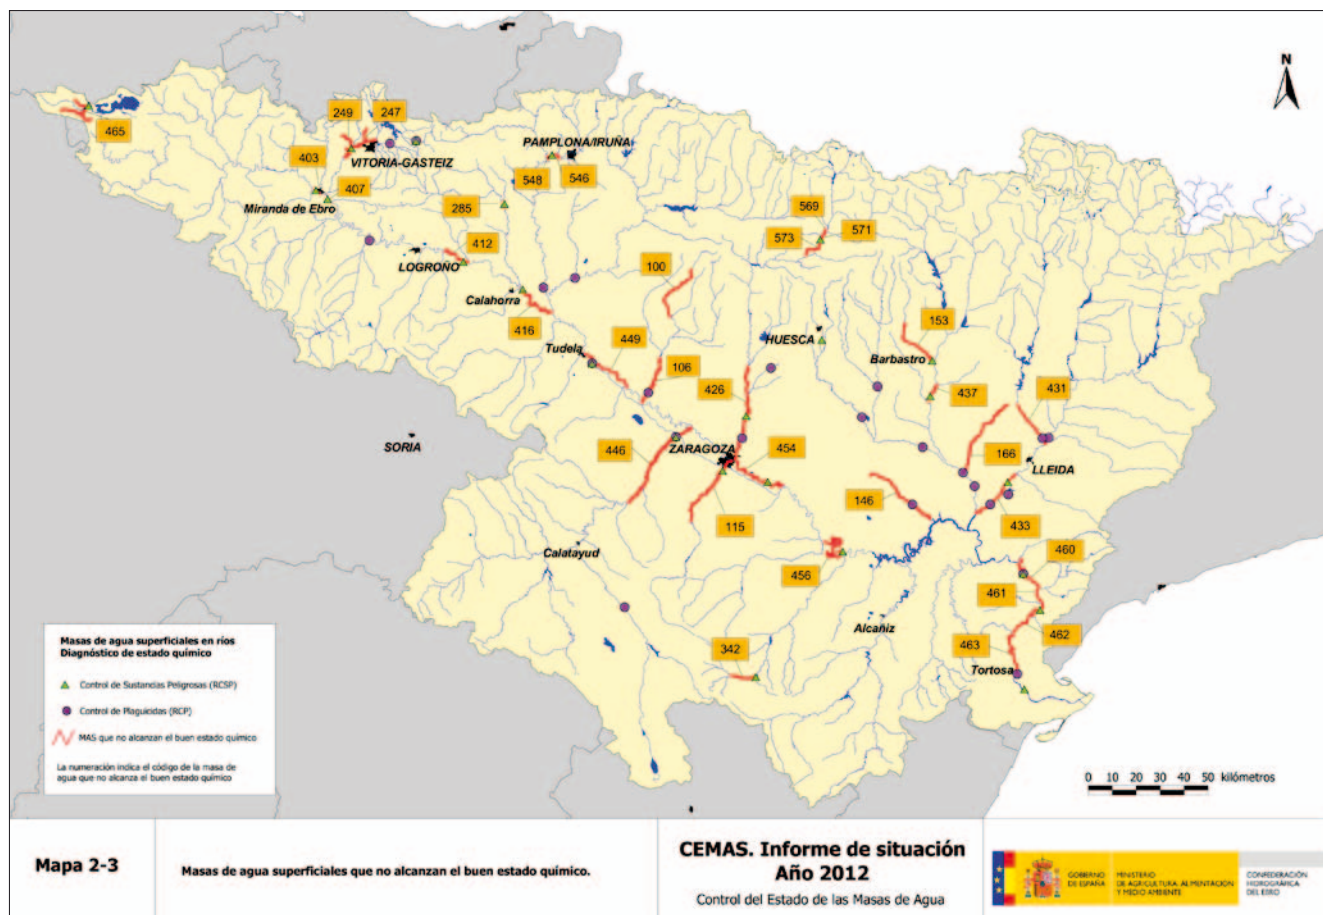 N
249
247
465
403
VITORIA-GASTEIZ
PAMPLONA/IRUÑA
548
546
407
Miranda de Ebro
285
569
573
571
412
LOGROÑO
100
Calahorra
416
153
HUESCA
Barbastro
449
Tudela
106
426
437
431
SORIA
446
ZARAGOZA
454
166
LLEIDA
146
115
433
Calatayud
456
460
461
462
Alcañiz
463
342
Tortosa
Masas de agua superficiales en ríos
Diagnóstico de estado químico
Control de Sustancias Peligrosas (RCSP)
Control de Plaguicidas (RCP)
MAS que no alcanzan el buen estado químico
La numeración indica el código de la masa de
agua que no alcanza el buen estado químico
0 10 20 30 40 50 kilómetros
Mapa 2-3
Masas de agua superficiales que no alcanzan el buen estado químico.
CEMAS. Informe de situación
Año 2012
Control del Estado de las Masas de Agua
GOBIERNO
DE ESPAÑA
MINISTERIO
DE AGRICULTURA, ALIMENTACIÓN
Y MEDIO AMBIENTE
CONFEDERACIÓN
HIDROGRÁFICA
DEL EBRO